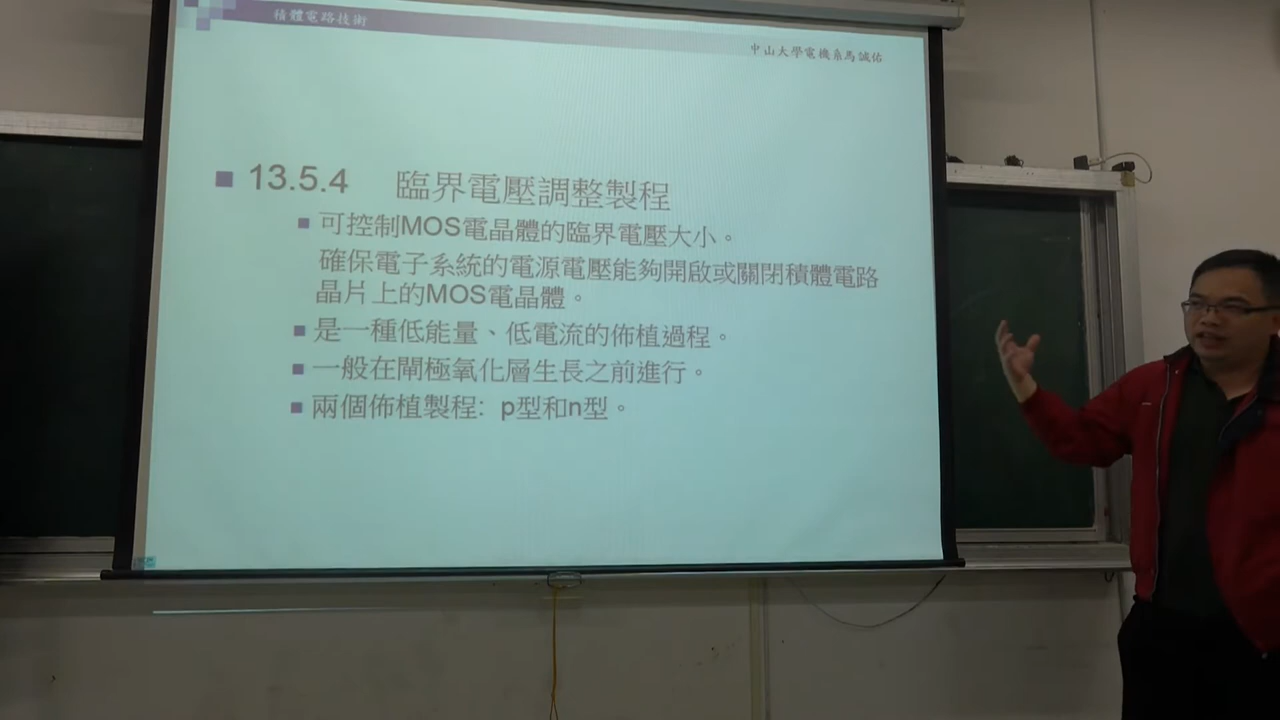 積體電路技術
中山大學電機系馬誠佑
13.5.4 臨界電壓調整製程
可控制MOS電晶體的臨界電壓大小。
確保電子系統的電源電壓能夠開啟或關閉積體電路
晶片上的MOS電晶體。
是一種低能量、低電流的佈植過程。
一般在閘極氧化層生長之前進行。
兩個佈植製程: p型和n型。